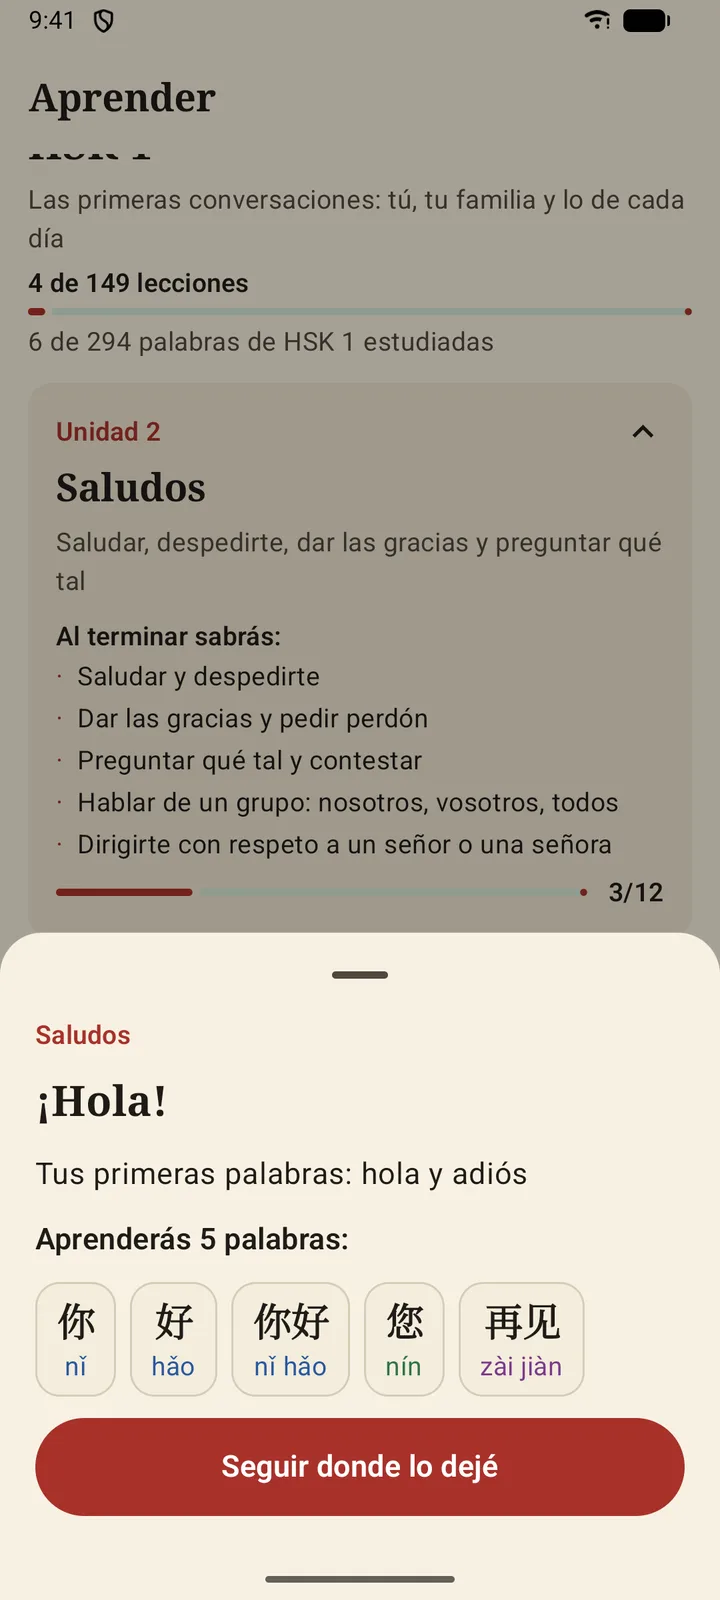 9:41
Aprender
HSK 1
Las primeras conversaciones: tú, tu familia y lo de cada
día
4 de 149 lecciones
6 de 294 palabras de HSK 1 estudiadas
Unidad 2
Saludos
Saludar, despedirte, dar las gracias y preguntar qué
tal
Al terminar sabrás:
· Saludar y despedirte
· Dar las gracias y pedir perdón
· Preguntar qué tal y contestar
· Hablar de un grupo: nosotros, vosotros, todos
· Dirigirte con respeto a un señor o una señora
3/12
Saludos
¡Hola!
Tus primeras palabras: hola y adiós
Aprenderás 5 palabras:
你 好 你好 您 再见
nǐ hǎo nǐ hǎo nín zài jiàn
Seguir donde lo dejé